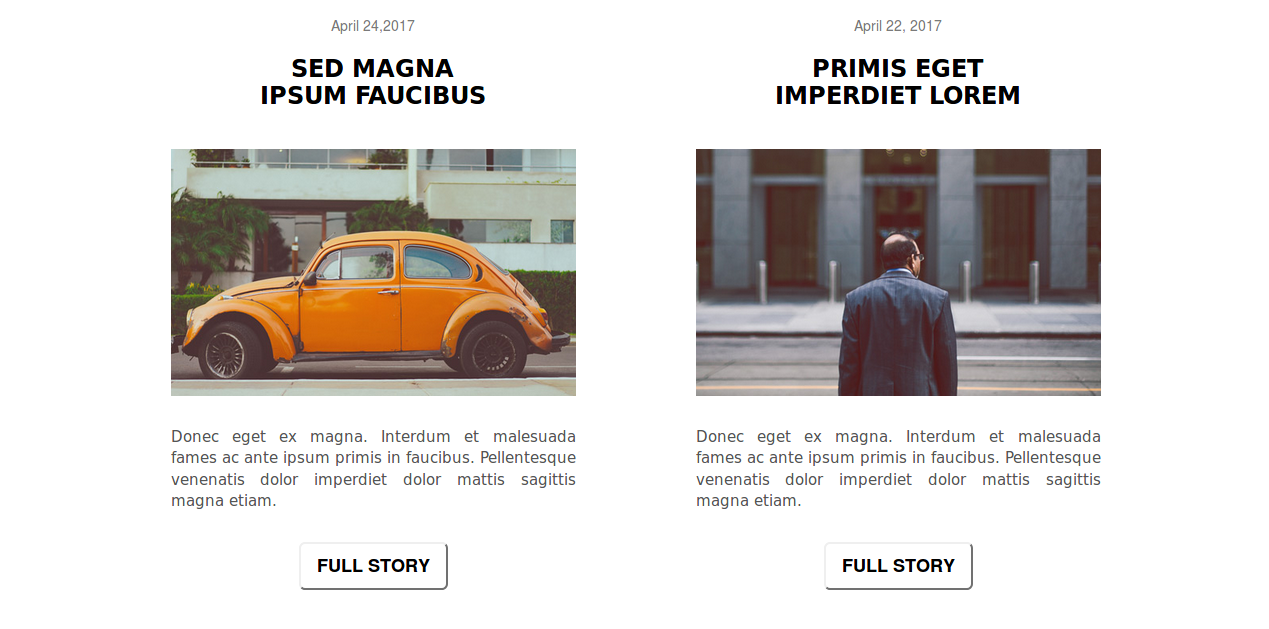 April 24,2017
SED MAGNA
IPSUM FAUCIBUS
Donec eget ex magna. Interdum et malesuada
fames ac ante ipsum primis in faucibus. Pellentesque
venenatis dolor imperdiet dolor mattis sagittis
magna etiam.
FULL STORY
April 22, 2017
PRIMIS EGET
IMPERDIET LOREM
Donec eget ex magna. Interdum et malesuada
fames ac ante ipsum primis in faucibus. Pellentesque
venenatis dolor imperdiet dolor mattis sagittis
magna etiam.
FULL STORY